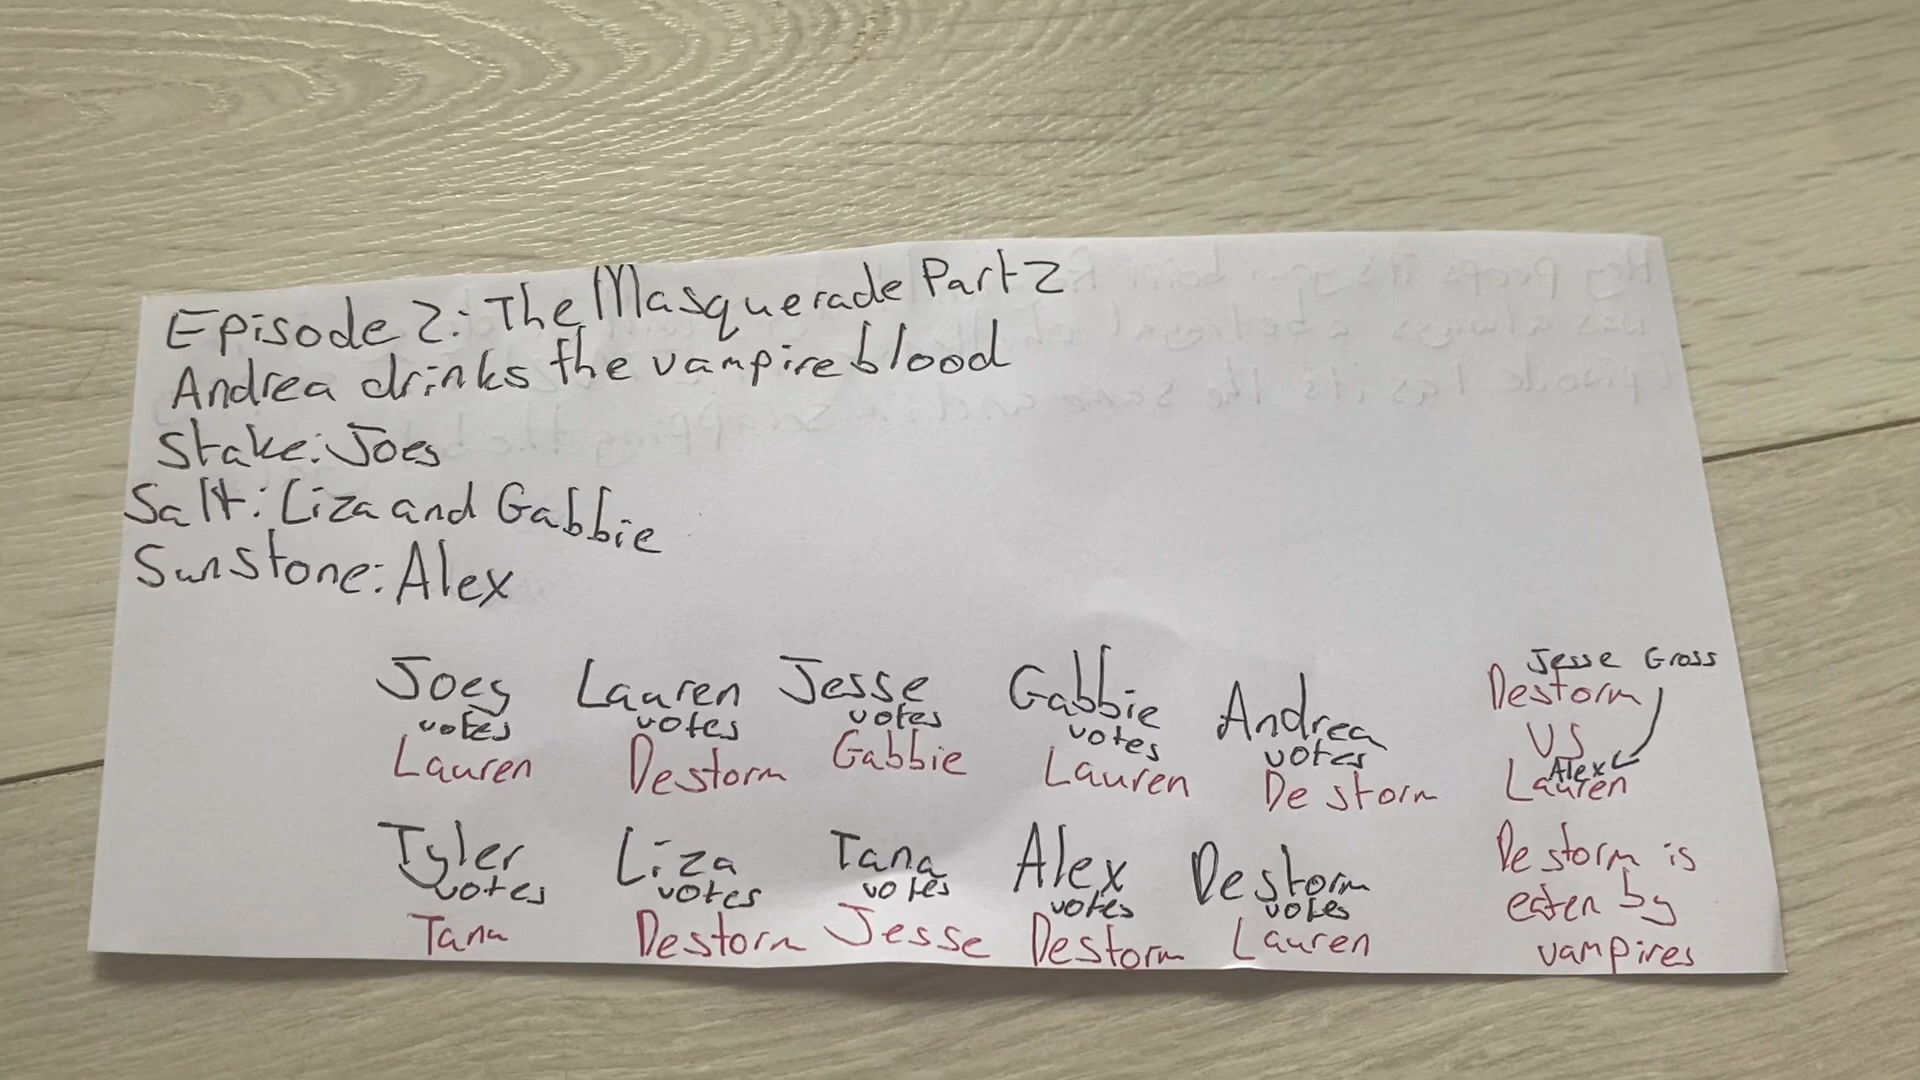 Episode 2: The Masquerade Part 2
Andrea drinks the vampire blood
Stake: Joey
Salt: Liza and Gabbie
Sunstone: Alex
Joey Lauren Jesse Gabbie Andrea
votes votes votes votes votes
Lauren Destorm Gabbie Lauren Destorm
Tyler Liza Tana Alex Destorm
votes votes votes votes votes
Tana Destorm Jesse Destorm Lauren
Jesse Gross
Destorm
VS
Alex
Lauren
Destorm is
eaten by
vampires